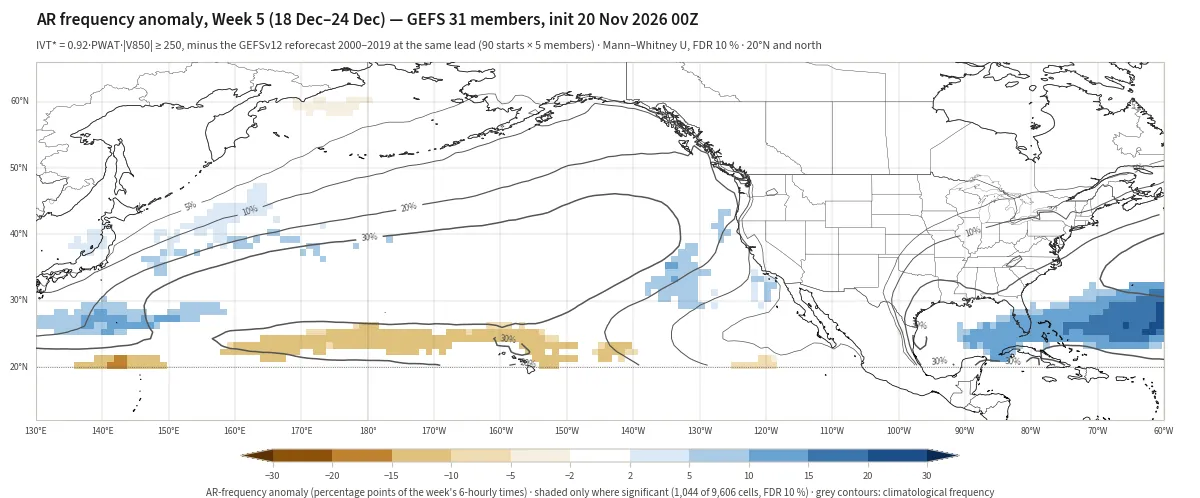 AR frequency anomaly, Week 5 (18 Dec–24 Dec) — GEFS 31 members, init 20 Nov 2026 00Z
IVT* = 0.92·PWAT·|V850| ≥ 250, minus the GEFSv12 reforecast 2000–2019 at the same lead (90 starts × 5 members) · Mann–Whitney U, FDR 10 % · 20°N and north
60°N
50°N
5%
10%
20%
40°N
30%
10%
30°N
30%
30%
20°N
30%
30%
130°E 140°E 150°E 160°E 170°E 180° 170°W 160°W 150°W 140°W 130°W 120°W 110°W 100°W 90°W 80°W 70°W 60°W
−30 −20 −15 −10 −5 −2 2 5 10 15 20 30
AR-frequency anomaly (percentage points of the week's 6-hourly times) · shaded only where significant (1,044 of 9,606 cells, FDR 10 %) · grey contours: climatological frequency